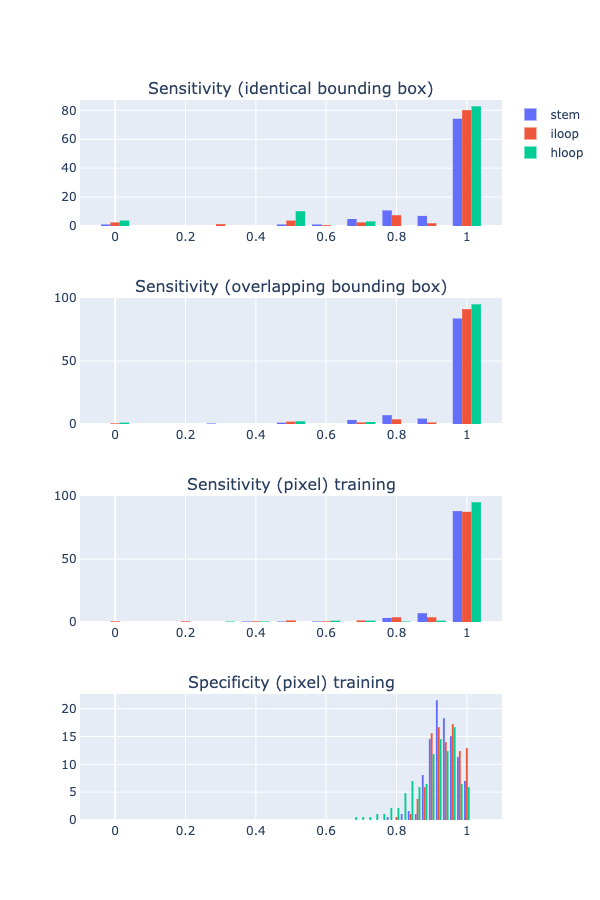 Sensitivity (identical bounding box)
80
60
40
20
0
0 0.2 0.4 0.6 0.8 1
stem
iloop
hloop
Sensitivity (overlapping bounding box)
100
50
0
0 0.2 0.4 0.6 0.8 1
Sensitivity (pixel) training
100
50
0
0 0.2 0.4 0.6 0.8 1
Specificity (pixel) training
20
15
10
5
0
0 0.2 0.4 0.6 0.8 1